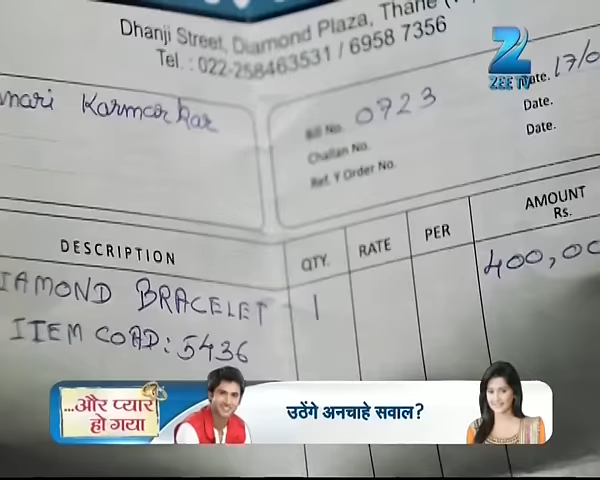 Dhanji Street, Diamond Plaza, Thane
Tel. : 022-258463531 / 6958 7356
ZEE TV
Karmarkar
Bill No. 0723
Date. 17/0
Challan No.
Date.
Ref. Y Order No.
Date.
DESCRIPTION QTY. RATE PER AMOUNT Rs.
IAMOND BRACELET 1 400,00
ITEM COAD: 5436
...और प्यार
हो गया
उठेंगे अनचाहे सवाल?